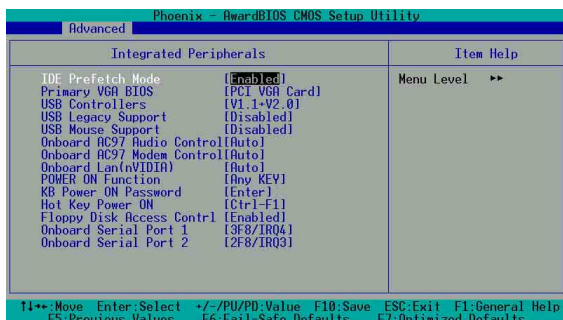 Phoenix - AwardBIOS CMOS Setup Utility
Advanced
Integrated Peripherals
Item Help
IDE Prefetch Mode [Enabled]
Primary VGA BIOS [PCI VGA Card]
USB Controllers [V1.1+V2.0]
USB Legacy Support [Disabled]
USB Mouse Support [Disabled]
Onboard AC97 Audio Control[Auto]
Onboard AC97 Modem Control[Auto]
Onboard Lan(nVIDIA) [Auto]
POWER ON Function [Any KEY]
KB Power ON Password [Enter]
Hot Key Power ON [Ctrl-F1]
Floppy Disk Access Contrl [Enabled]
Onboard Serial Port 1 [3F8/IRQ4]
Onboard Serial Port 2 [2F8/IRQ3]
Menu Level ►►
↑↓→←:Move Enter:Select +/-/PU/PD:Value F10:Save ESC:Exit F1:General Help
F5:Previous Values F6:Fail-Safe Defaults F7:Optimized Defaults